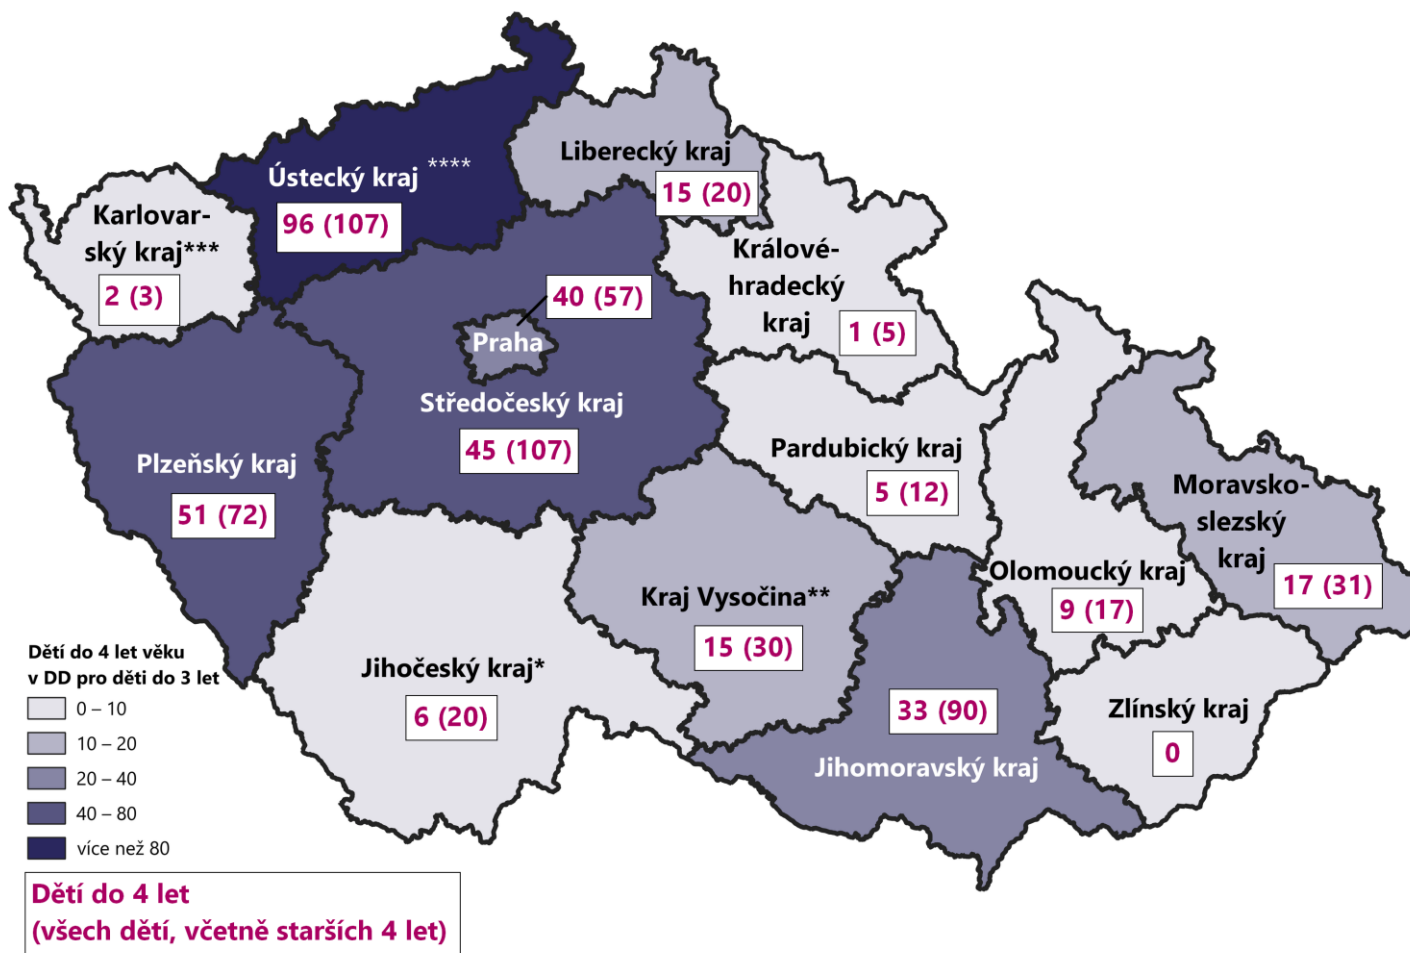 Ústecký kraj ****
96 (107)
Liberecký kraj
15 (20)
Karlovar-
ský kraj***
2 (3)
Králové-
hradecký
kraj
1 (5)
40 (57)
Praha
Středočeský kraj
45 (107)
Plzeňský kraj
51 (72)
Pardubický kraj
5 (12)
Moravsko-
slezský
kraj
17 (31)
Olomoucký kraj
9 (17)
Kraj Vysočina**
15 (30)
Jihočeský kraj*
6 (20)
33 (90)
Jihomoravský kraj
Zlínský kraj
0
Dětí do 4 let věku
v DD pro děti do 3 let
0 – 10
10 – 20
20 – 40
40 – 80
více než 80
Dětí do 4 let
(všech dětí, včetně starších 4 let)